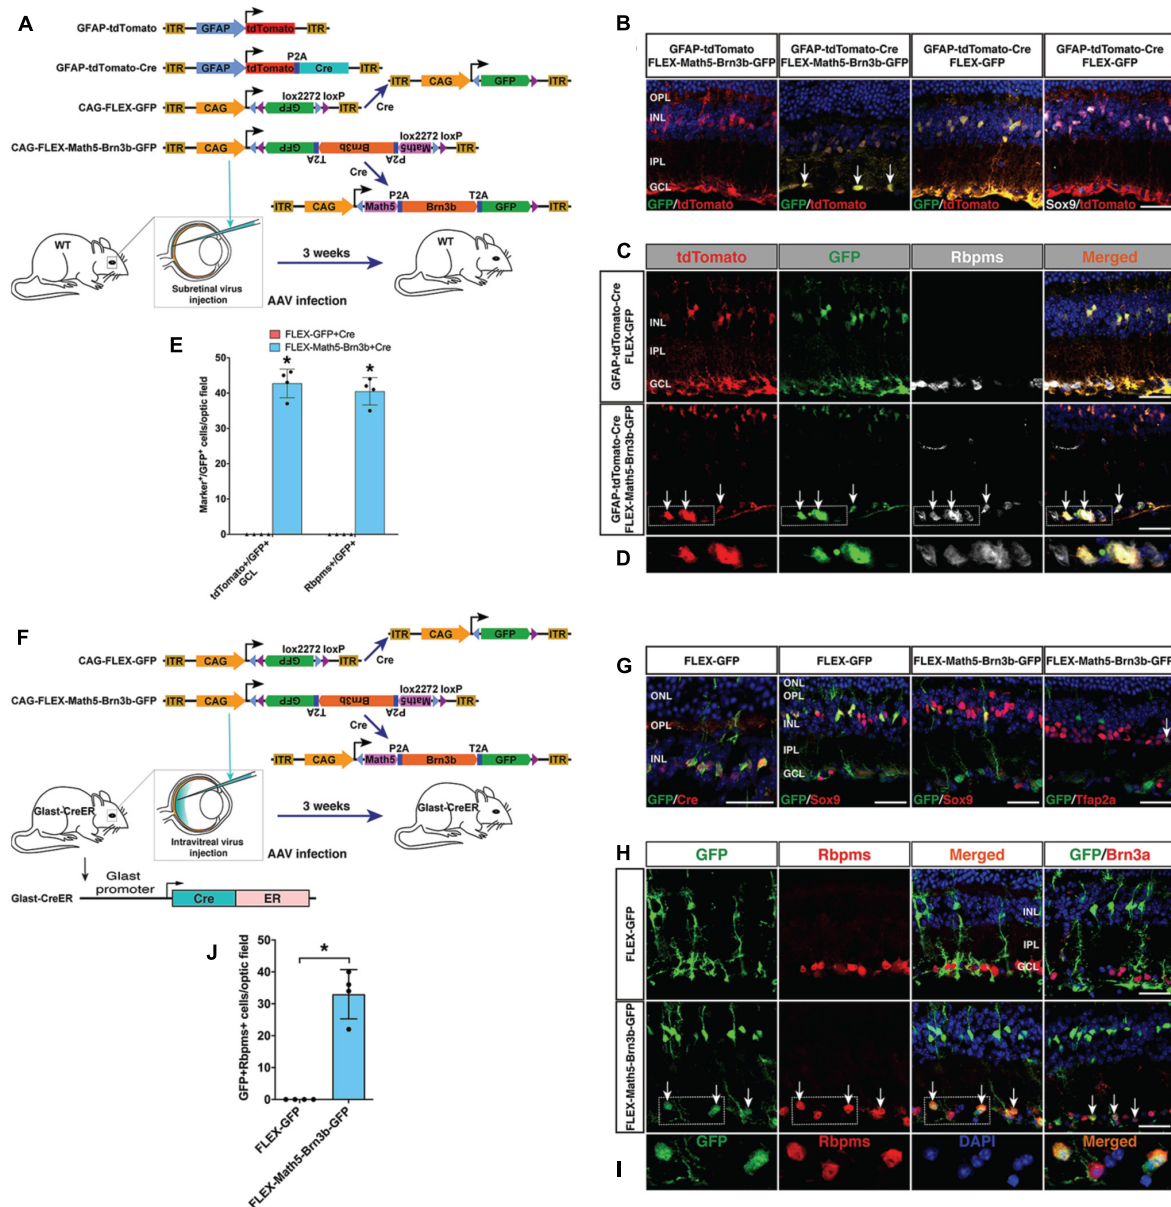 A
GFAP-tdTomato
ITR GFAP tdTomato ITR
P2A
GFAP-tdTomato-Cre
ITR GFAP tdTomato Cre ITR
ITR CAG GFP ITR
lox2272 loxP
Cre
CAG-FLEX-GFP
ITR CAG GFP ITR
lox2272 loxP
CAG-FLEX-Math5-Brn3b-GFP
ITR CAG GFP Brn3b Math5 ITR
T2A P2A
Cre
P2A T2A
ITR CAG Math5 Brn3b GFP ITR
WT
3 weeks
WT
Subretinal virus
injection
AAV infection
B
GFAP-tdTomato
FLEX-Math5-Brn3b-GFP
GFAP-tdTomato-Cre
FLEX-Math5-Brn3b-GFP
GFAP-tdTomato-Cre
FLEX-GFP
GFAP-tdTomato-Cre
FLEX-GFP
OPL
INL
IPL
GCL
GFP/tdTomato
GFP/tdTomato
GFP/tdTomato
Sox9/tdTomato
C
tdTomato
GFP
Rbpms
Merged
GFAP-tdTomato-Cre
FLEX-GFP
INL
IPL
GCL
GFAP-tdTomato-Cre
FLEX-Math5-Brn3b-GFP
D
E
FLEX-GFP+Cre
FLEX-Math5-Brn3b+Cre
Marker+/GFP+ cells/optic field
50
40
30
20
10
0
* *
tdTomato+/GFP+
GCL
Rbpms+/GFP+
F
ITR CAG GFP ITR
lox2272 loxP
Cre
CAG-FLEX-GFP
ITR CAG GFP ITR
lox2272 loxP
CAG-FLEX-Math5-Brn3b-GFP
ITR CAG GFP Brn3b Math5 ITR
T2A P2A
Cre
P2A T2A
ITR CAG Math5 Brn3b GFP ITR
Glast-CreER
3 weeks
Glast-CreER
Intravitreal virus
injection
AAV infection
Glast
promoter
Glast-CreER
Cre ER
G
FLEX-GFP
FLEX-GFP
FLEX-Math5-Brn3b-GFP
FLEX-Math5-Brn3b-GFP
ONL
OPL
INL
ONL
OPL
INL
IPL
GCL
GFP/Cre
GFP/Sox9
GFP/Sox9
GFP/Tfap2a
H
GFP
Rbpms
Merged
GFP/Brn3a
FLEX-GFP
INL
IPL
GCL
FLEX-Math5-Brn3b-GFP
I
GFP
Rbpms
DAPI
Merged
J
GFP+Rbpms+ cells/optic field
50
40
30
20
10
0
*
FLEX-GFP
FLEX-Math5-Brn3b-GFP